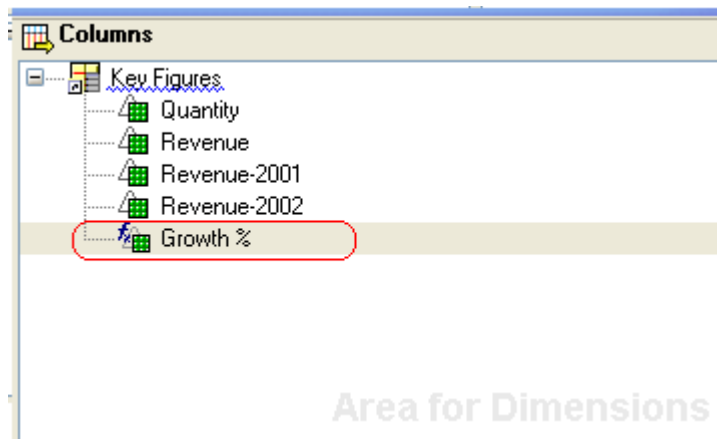 Columns
Key Figures
Quantity
Revenue
Revenue-2001
Revenue-2002
Growth %
Area for Dimensions